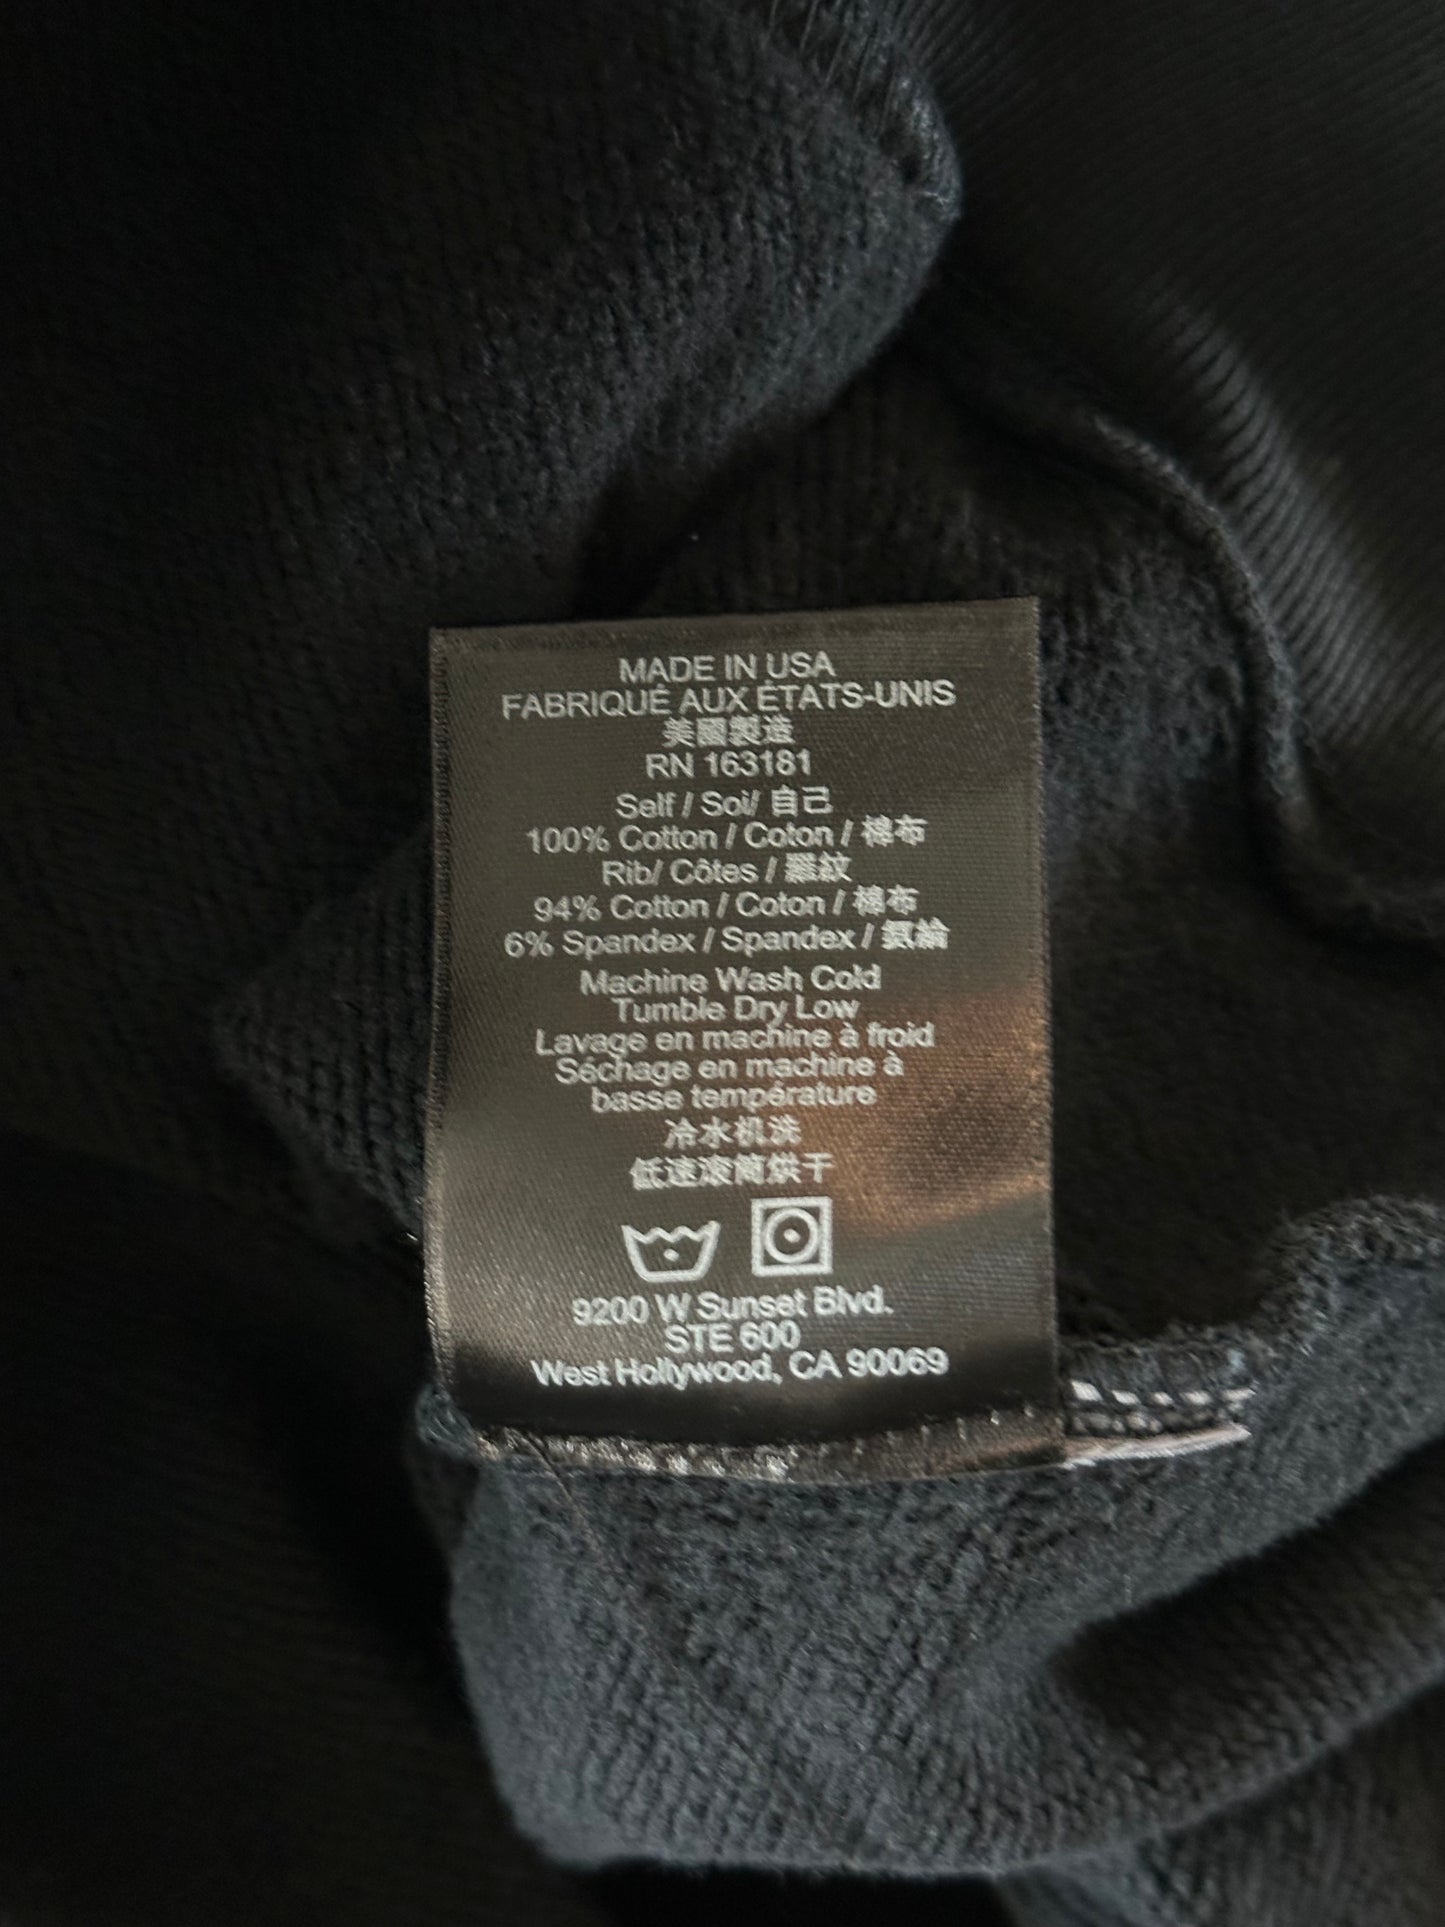 MADE IN USA
FABRIQUÉ AUX ÉTATS-UNIS
美國製造
RN 163181
Self / Soi/ 自己
100% Cotton / Coton / 棉布
Rib/ Côtes / 羅紋
94% Cotton / Coton / 棉布
6% Spandex / Spandex / 氨綸
Machine Wash Cold
Tumble Dry Low
Lavage en machine à froid
Séchage en machine à
basse température
冷水机洗
低速滚筒烘干
9200 W Sunset Blvd.
STE 600
West Hollywood, CA 90069